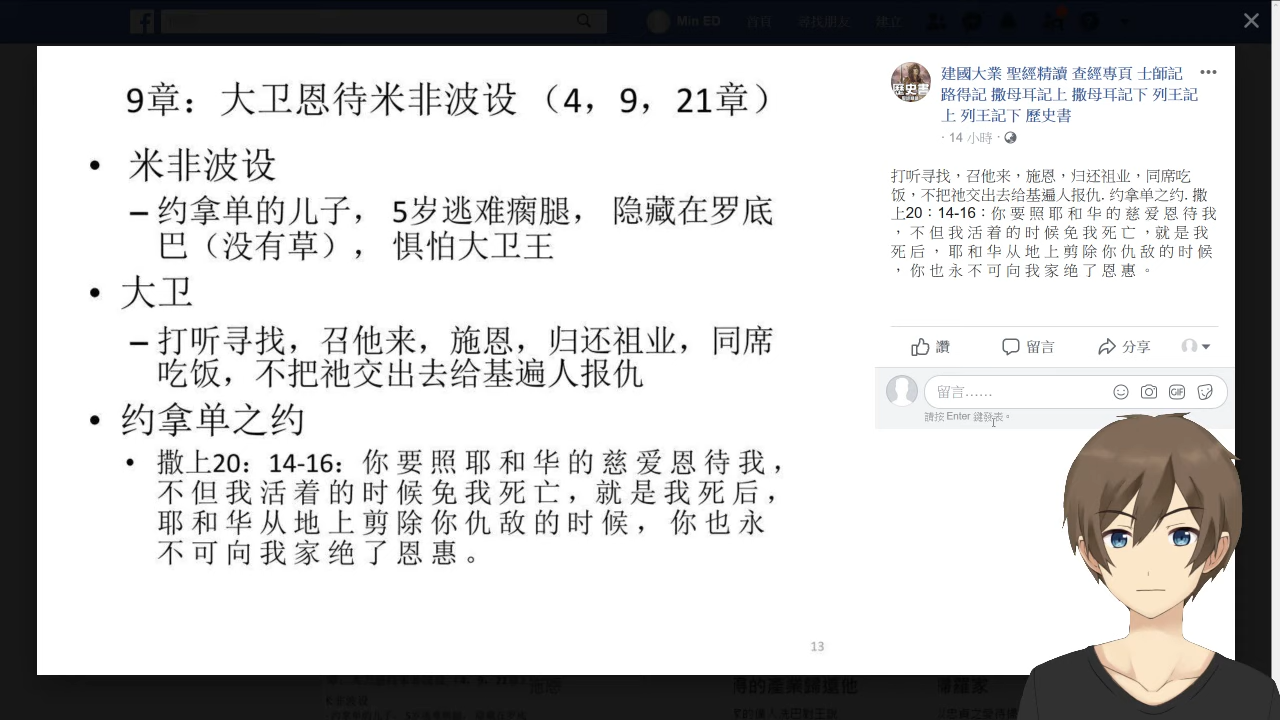 Min ED
首頁
尋找朋友
建立
9章：大卫恩待米非波设（4，9，21章）
• 米非波设
– 约拿单的儿子， 5岁逃难瘸腿， 隐藏在罗底
巴（没有草）， 惧怕大卫王
• 大卫
– 打听寻找，召他来，施恩，归还祖业，同席
吃饭，不把祂交出去给基遍人报仇
• 约拿单之约
• 撒上20：14-16：你 要 照 耶 和 华 的 慈 爱 恩 待 我 ，
不 但 我 活 着 的 时 候 免 我 死 亡 ，就 是 我 死 后 ，
耶 和 华 从 地 上 剪 除 你 仇 敌 的 时 候 ， 你 也 永
不 可 向 我 家 绝 了 恩 惠 。
13
歷史書
建國大業 聖經精讀 查經專頁 士師記
路得記 撒母耳記上 撒母耳記下 列王記
上 列王記下 歷史書
· 14 小時 ·
打听寻找，召他来，施恩，归还祖业，同席吃
饭，不把祂交出去给基遍人报仇. 约拿单之约. 撒
上20：14-16：你 要 照 耶 和 华 的 慈 爱 恩 待 我
， 不 但 我 活 着 的 时 候 免 我 死 亡 ，就 是 我
死 后 ， 耶 和 华 从 地 上 剪 除 你 仇 敌 的 时 候
， 你 也 永 不 可 向 我 家 绝 了 恩 惠 。
讚
留言
分享
留言......
GIF
請按 Enter 鍵發表。
的產業歸還他